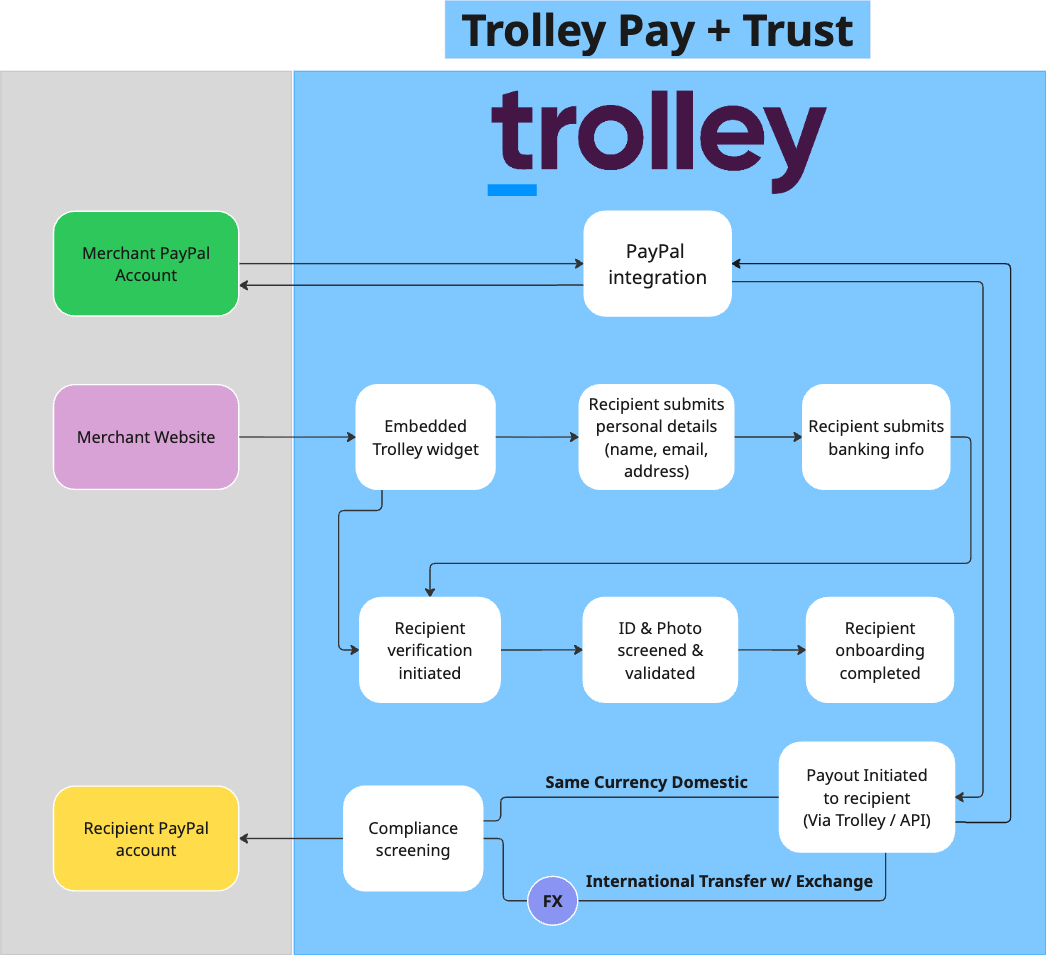 Trolley Pay + Trust
trolley
Merchant PayPal
Account
PayPal
integration
Merchant Website
Embedded
Trolley widget
Recipient submits
personal details
(name, email,
address)
Recipient submits
banking info
Recipient
verification
initiated
ID & Photo
screened &
validated
Recipient
onboarding
completed
Payout Initiated
to recipient
(Via Trolley / API)
Same Currency Domestic
Recipient PayPal
account
Compliance
screening
International Transfer w/ Exchange
FX